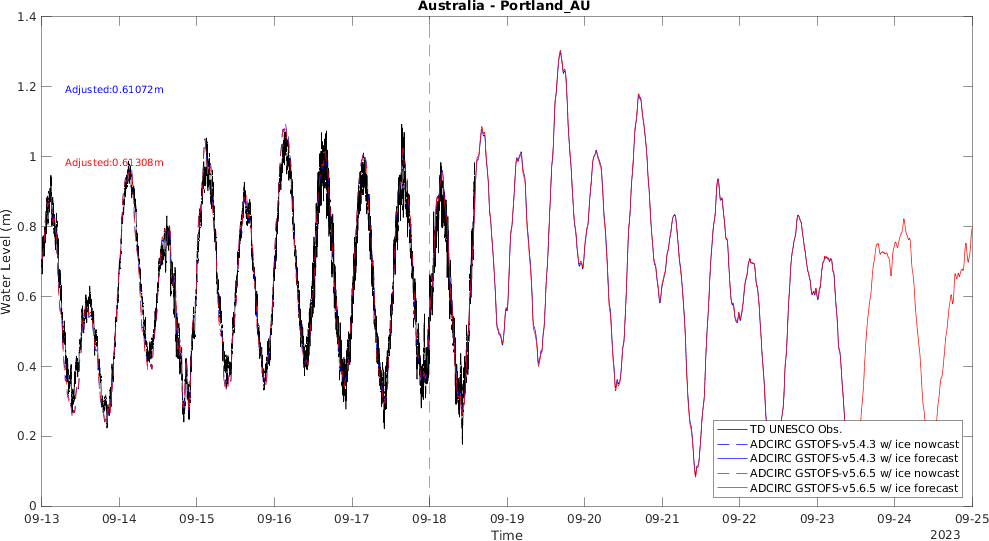 Australia - Portland_AU
1.4
1.2
1
0.8
0.6
0.4
0.2
0
Water Level (m)
Adjusted:0.61072m
Adjusted:0.61308m
TD UNESCO Obs.
ADCIRC GSTOFS-v5.4.3 w/ ice nowcast
ADCIRC GSTOFS-v5.4.3 w/ ice forecast
ADCIRC GSTOFS-v5.6.5 w/ ice nowcast
ADCIRC GSTOFS-v5.6.5 w/ ice forecast
09-13 09-14 09-15 09-16 09-17 09-18 09-19 09-20 09-21 09-22 09-23 09-24 09-25
Time
2023